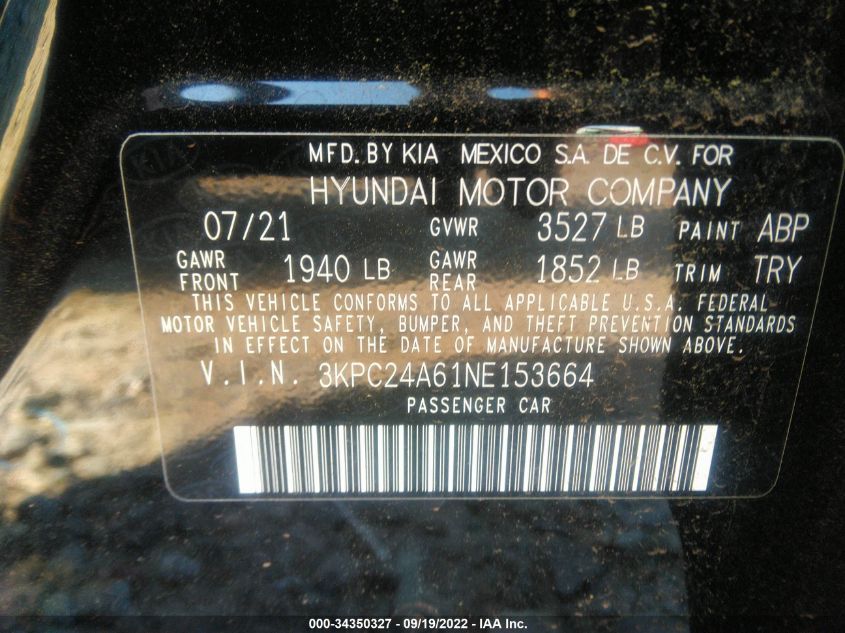 MFD. BY KIA MEXICO S.A. DE C.V. FOR
HYUNDAI MOTOR COMPANY
07/21 GVWR 3527 LB PAINT ABP
GAWR FRONT 1940 LB GAWR REAR 1852 LB TRIM TRY
THIS VEHICLE CONFORMS TO ALL APPLICABLE U.S.A. FEDERAL
MOTOR VEHICLE SAFETY, BUMPER, AND THEFT PREVENTION STANDARDS
IN EFFECT ON THE DATE OF MANUFACTURE SHOWN ABOVE.
V.I.N. 3KPC24A61NE153664
PASSENGER CAR
000-34350327 - 09/19/2022 - IAA Inc.